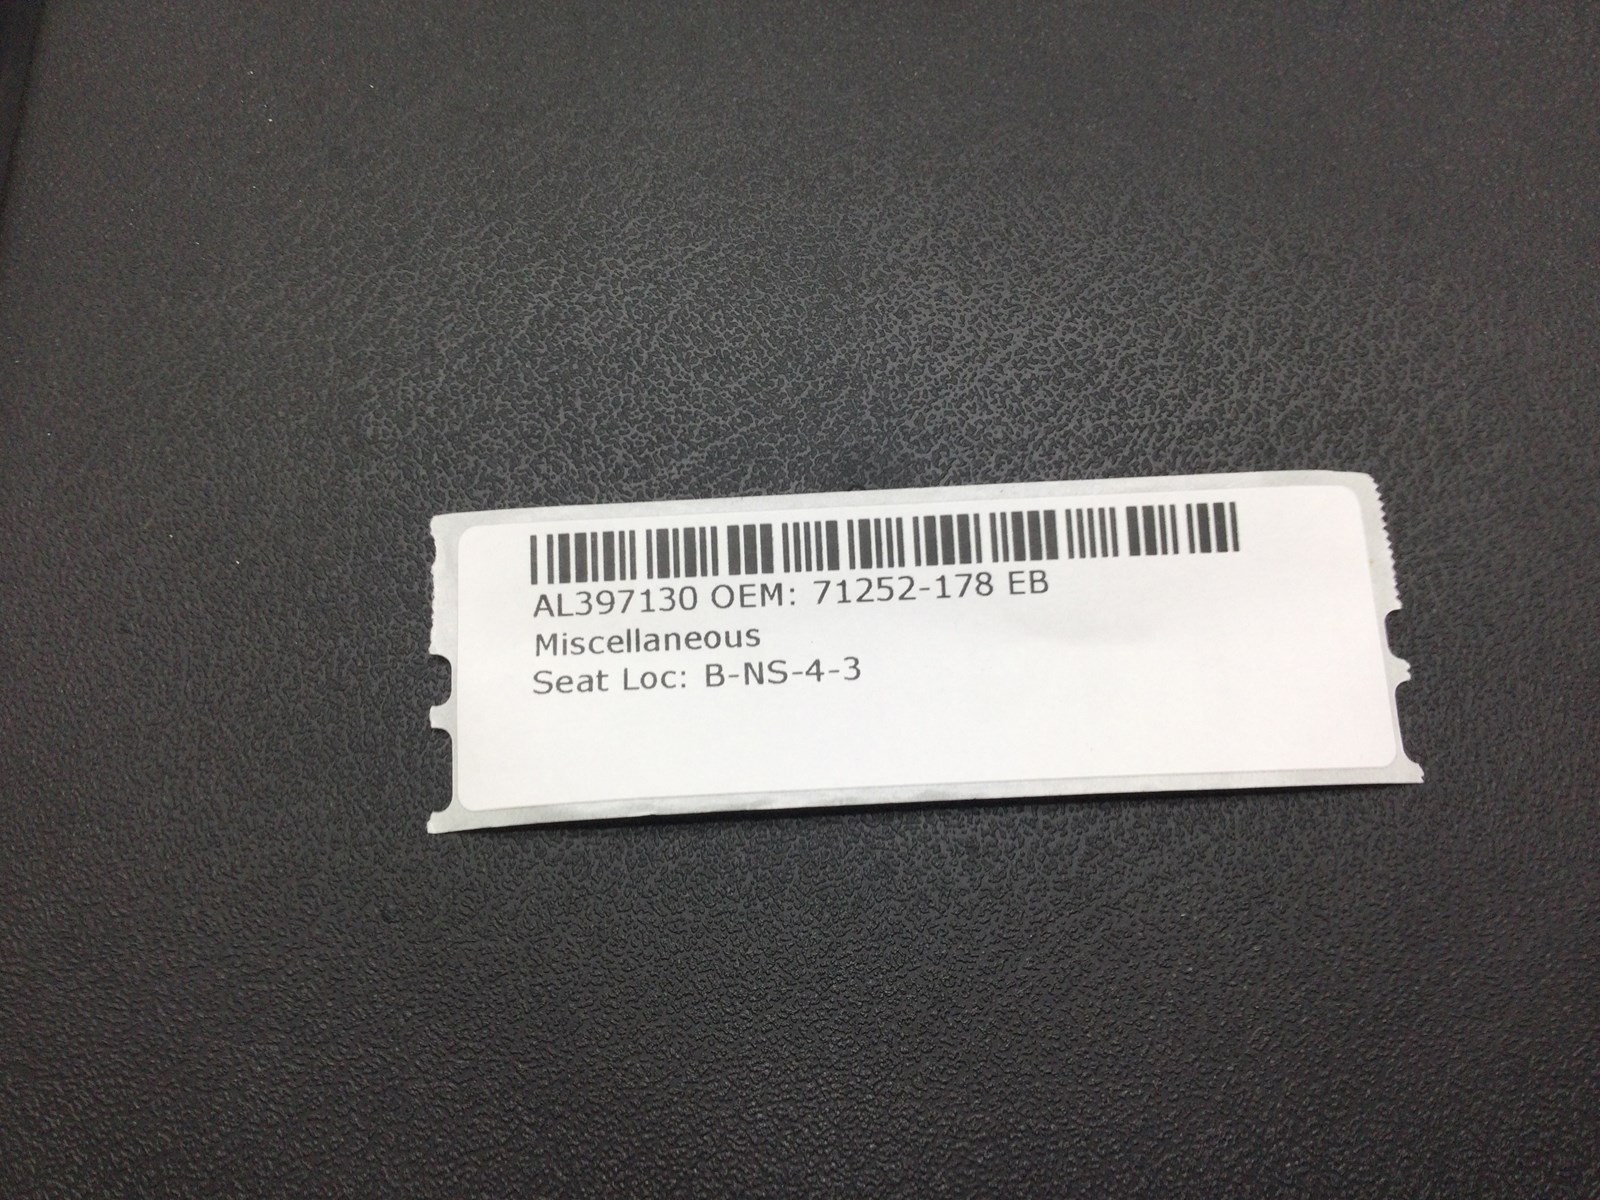 AL397130 OEM: 71252-178 EB
Miscellaneous
Seat Loc: B-NS-4-3